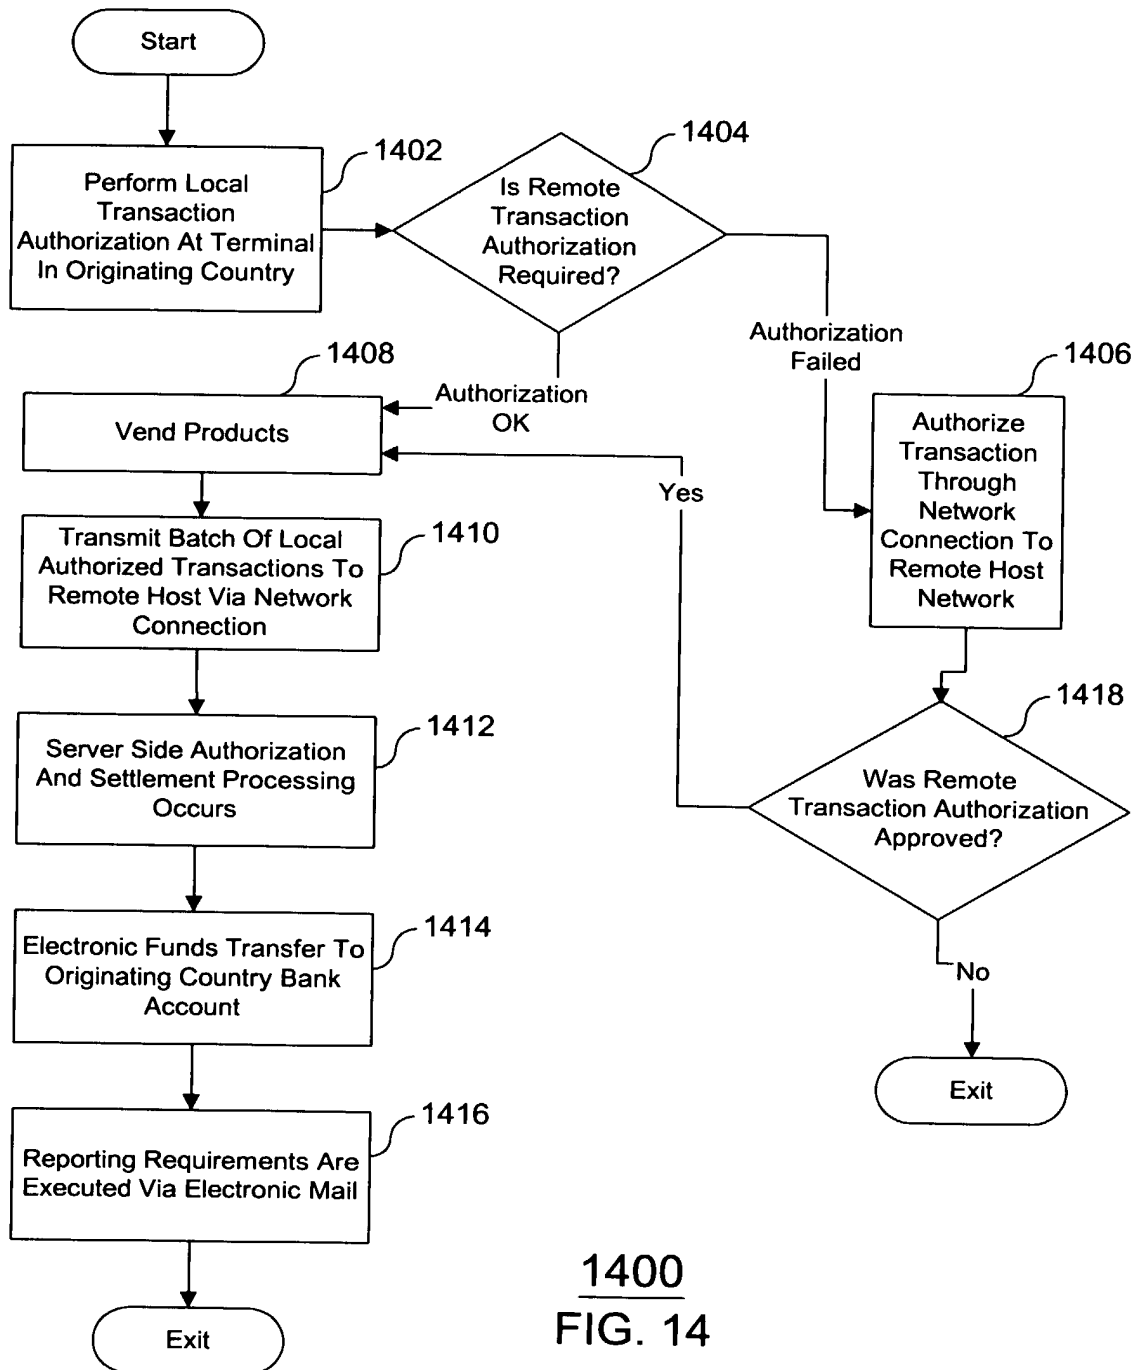 Start
1402
Perform Local
Transaction
Authorization At Terminal
In Originating Country
1404
Is Remote
Transaction
Authorization
Required?
Authorization
Failed
1406
Authorize
Transaction
Through
Network
Connection To
Remote Host
Network
Authorization
OK
1408
Vend Products
Yes
1410
Transmit Batch Of Local
Authorized Transactions To
Remote Host Via Network
Connection
1418
Was Remote
Transaction Authorization
Approved?
1412
Server Side Authorization
And Settlement Processing
Occurs
No
Exit
1414
Electronic Funds Transfer To
Originating Country Bank
Account
1416
Reporting Requirements Are
Executed Via Electronic Mail
Exit
1400
FIG. 14